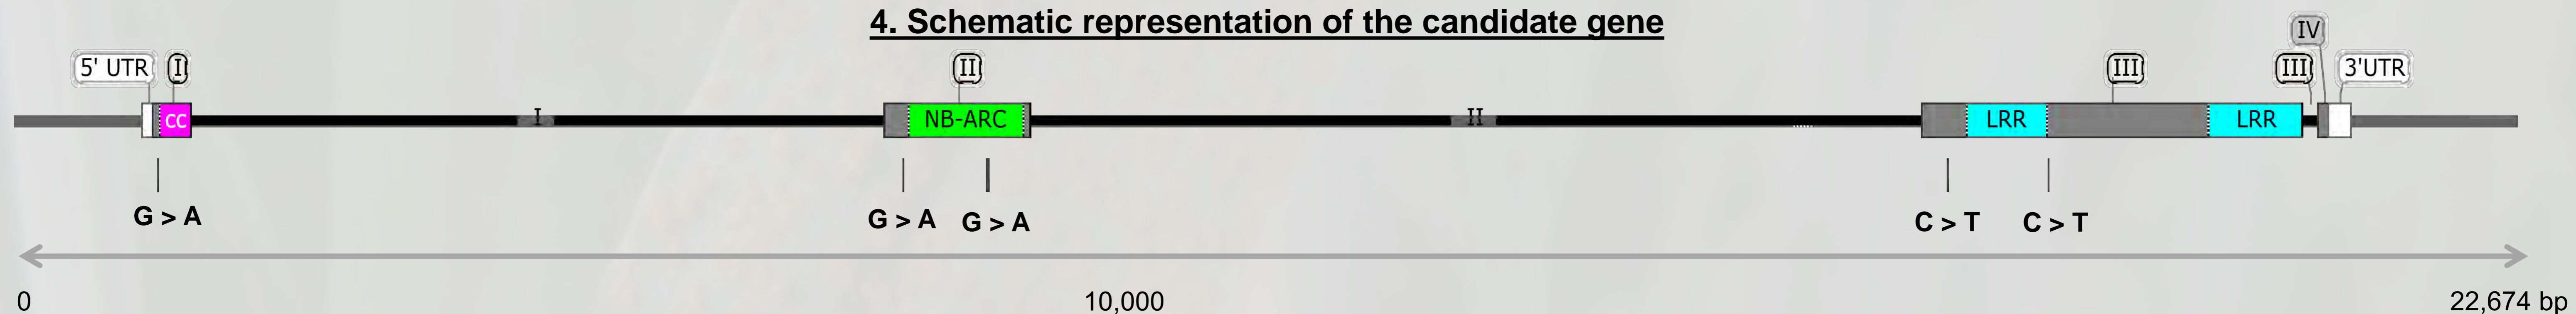 4. Schematic representation of the candidate gene
IV
5' UTR I II III III 3'UTR
CC I NB-ARC II LRR LRR
G > A G > A G > A C > T C > T
0 10,000 22,674 bp